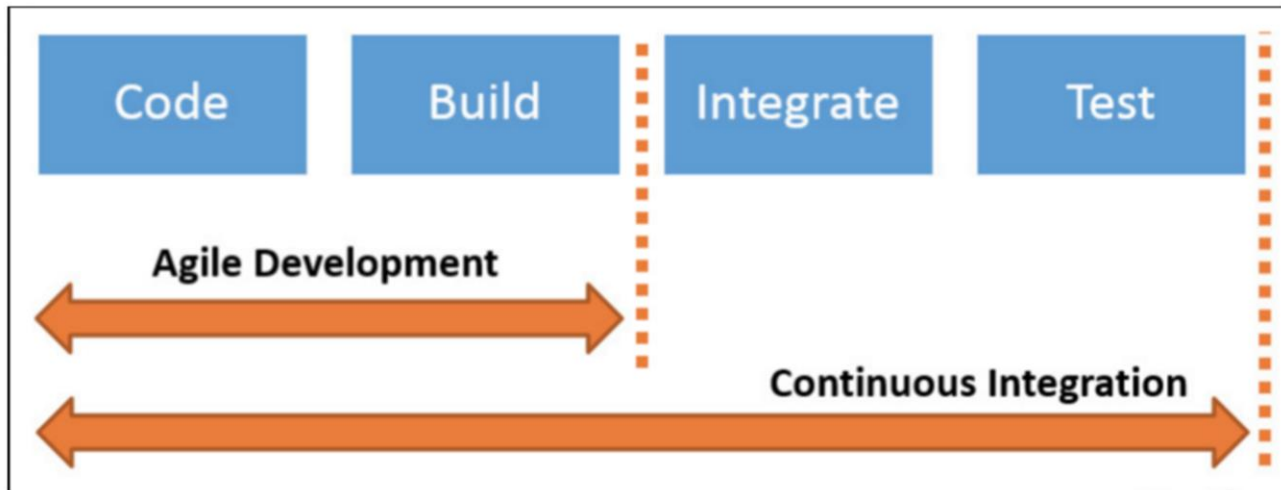 Code
Build
Integrate
Test
Agile Development
Continuous Integration